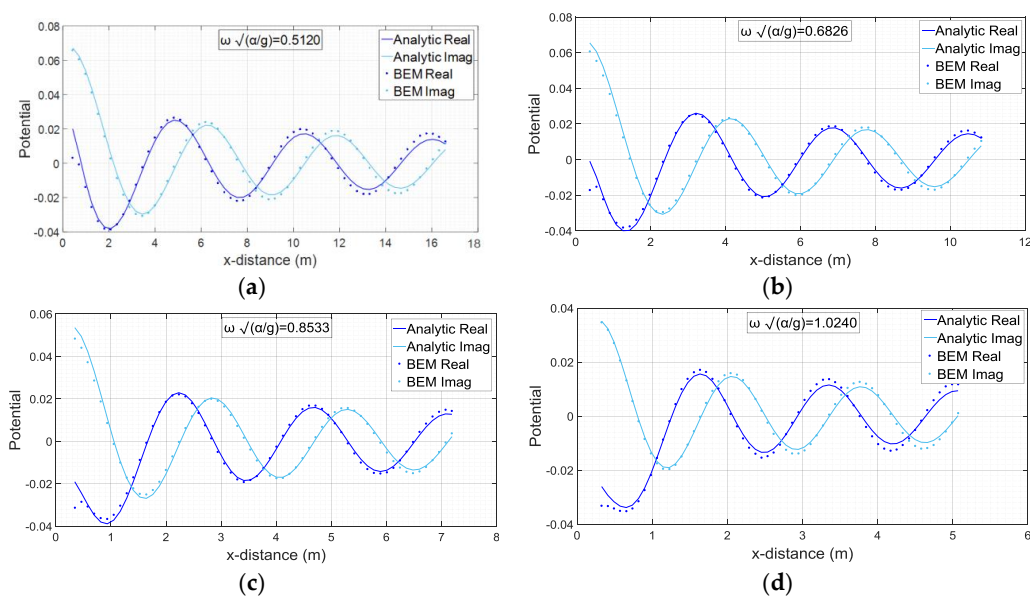 0.08
0.06
0.04
0.02
0
-0.02
-0.04
Potential
0 2 4 6 8 10 12 14 16 18
x-distance (m)
ω √(α/g)=0.5120
Analytic Real
Analytic Imag
BEM Real
BEM Imag
(a)
0.08
0.06
0.04
0.02
0
-0.02
-0.04
Potential
0 2 4 6 8 10 12
x-distance (m)
ω √(α/g)=0.6826
Analytic Real
Analytic Imag
BEM Real
BEM Imag
(b)
0.06
0.04
0.02
0
-0.02
-0.04
Potential
0 1 2 3 4 5 6 7 8
x-distance (m)
ω √(α/g)=0.8533
Analytic Real
Analytic Imag
BEM Real
BEM Imag
(c)
0.04
0.02
0
-0.02
-0.04
Potential
0 1 2 3 4 5 6
x-distance (m)
ω √(α/g)=1.0240
Analytic Real
Analytic Imag
BEM Real
BEM Imag
(d)